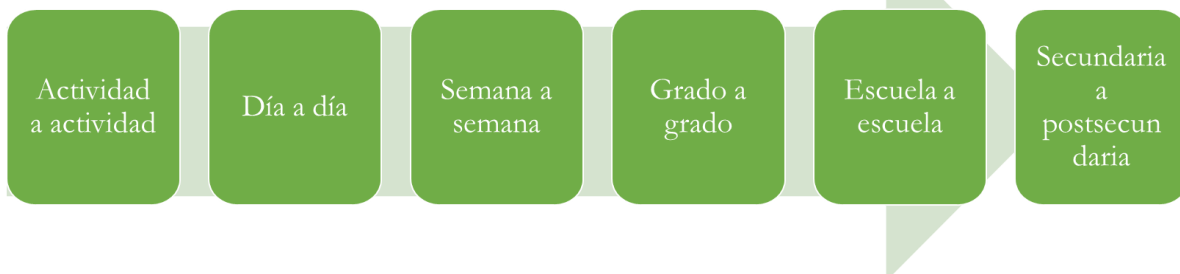 Actividad
a actividad
Día a día
Semana a
semana
Grado a
grado
Escuela a
escuela
Secundaria
a
postsecun
daria